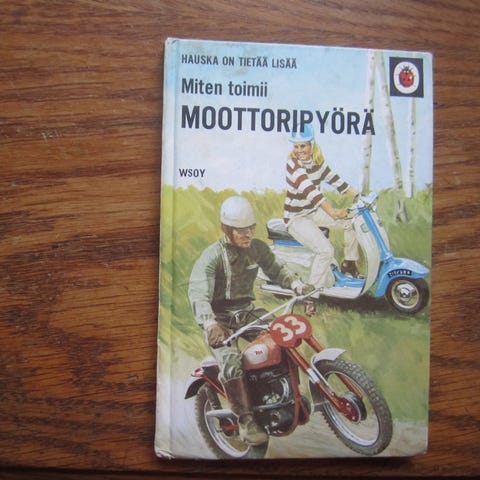 HAUSKA ON TIETÄÄ LISÄÄ
Miten toimii
MOOTTORIPYÖRÄ
WSOY
33